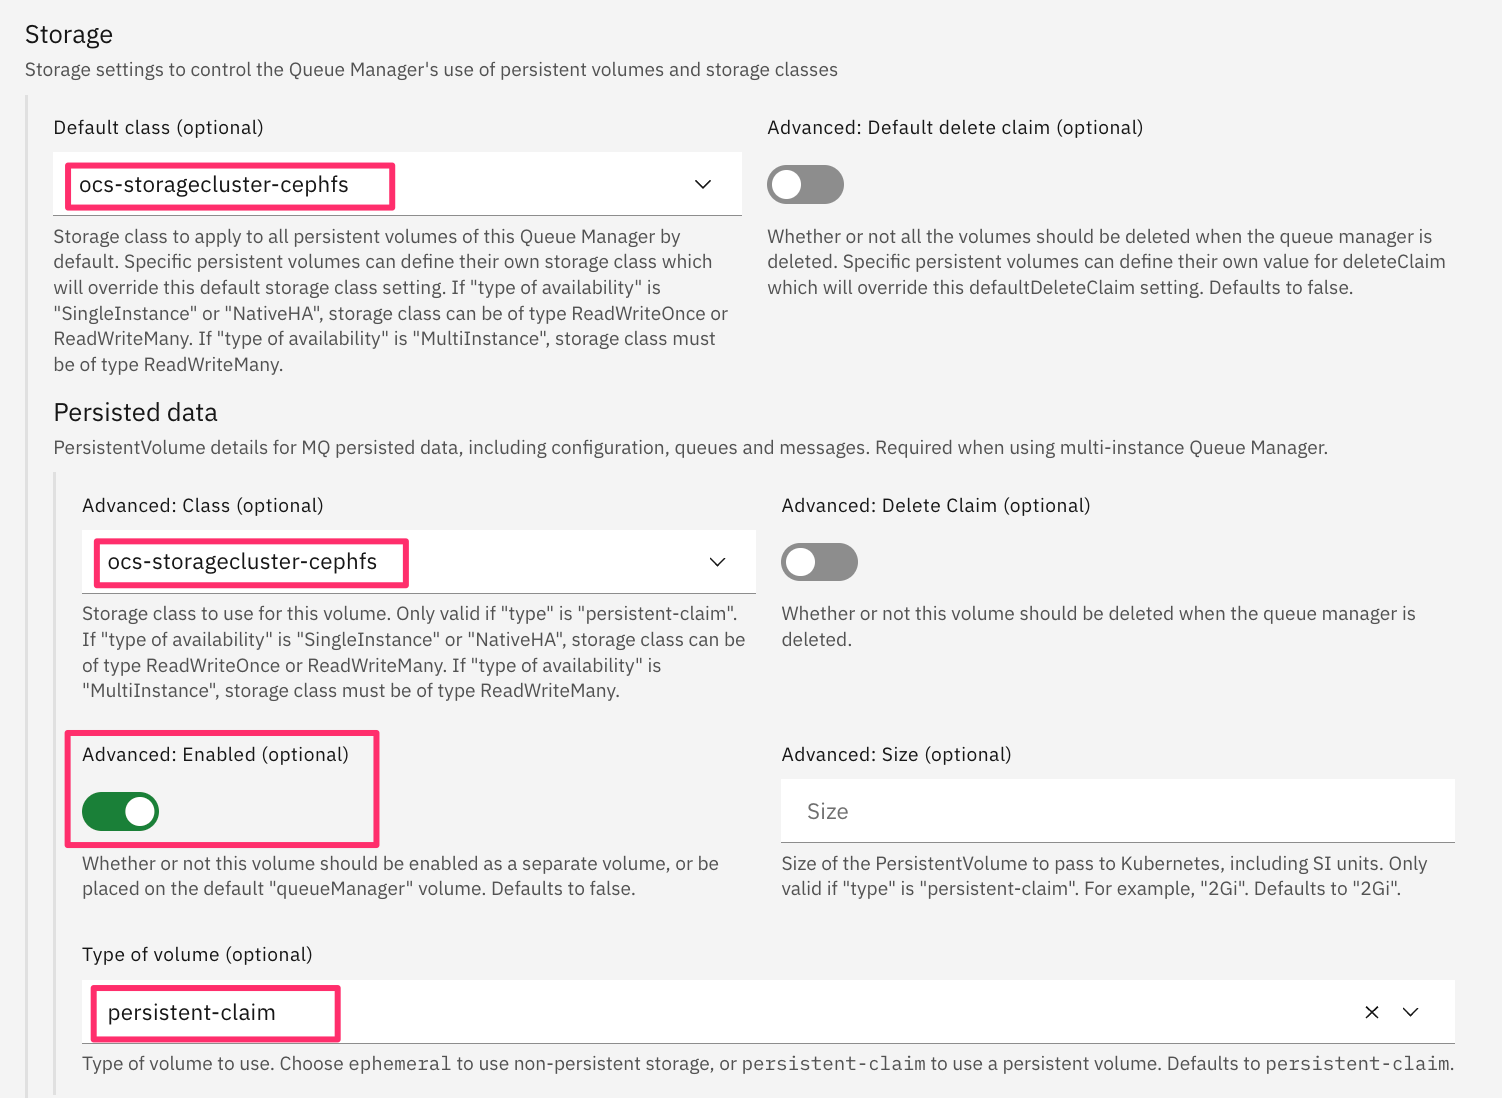 Storage
Storage settings to control the Queue Manager's use of persistent volumes and storage classes
Default class (optional)
ocs-storagecluster-cephfs
Storage class to apply to all persistent volumes of this Queue Manager by
default. Specific persistent volumes can define their own storage class which
will override this default storage class setting. If "type of availability" is
"SingleInstance" or "NativeHA", storage class can be of type ReadWriteOnce or
ReadWriteMany. If "type of availability" is "MultiInstance", storage class must
be of type ReadWriteMany.
Advanced: Default delete claim (optional)
Whether or not all the volumes should be deleted when the queue manager is
deleted. Specific persistent volumes can define their own value for deleteClaim
which will override this defaultDeleteClaim setting. Defaults to false.
Persisted data
PersistentVolume details for MQ persisted data, including configuration, queues and messages. Required when using multi-instance Queue Manager.
Advanced: Class (optional)
ocs-storagecluster-cephfs
Storage class to use for this volume. Only valid if "type" is "persistent-claim".
If "type of availability" is "SingleInstance" or "NativeHA", storage class can be
of type ReadWriteOnce or ReadWriteMany. If "type of availability" is
"MultiInstance", storage class must be of type ReadWriteMany.
Advanced: Delete Claim (optional)
Whether or not this volume should be deleted when the queue manager is
deleted.
Advanced: Enabled (optional)
Whether or not this volume should be enabled as a separate volume, or be
placed on the default "queueManager" volume. Defaults to false.
Advanced: Size (optional)
Size
Size of the PersistentVolume to pass to Kubernetes, including SI units. Only
valid if "type" is "persistent-claim". For example, "2Gi". Defaults to "2Gi".
Type of volume (optional)
persistent-claim
Type of volume to use. Choose ephemeral to use non-persistent storage, or persistent-claim to use a persistent volume. Defaults to persistent-claim.